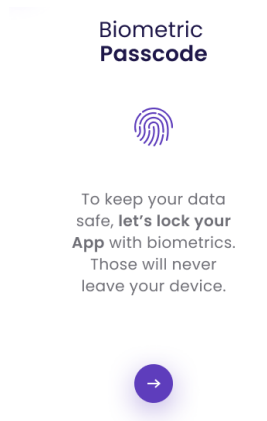 Biometric
Passcode
To keep your data
safe, let's lock your
App with biometrics.
Those will never
leave your device.